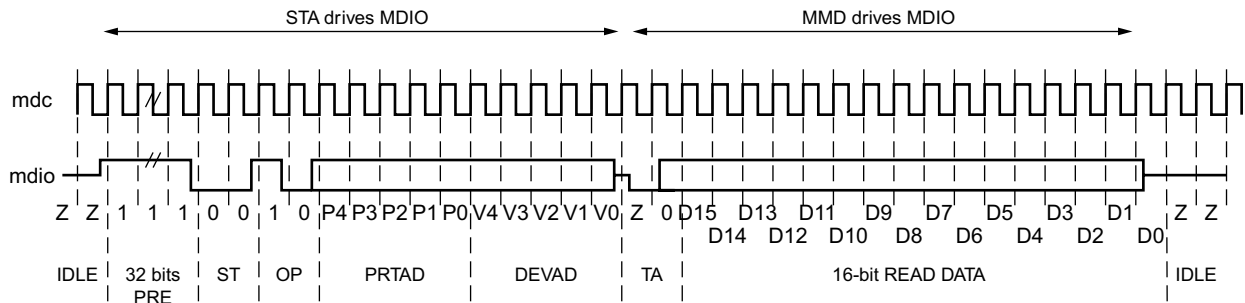 STA drives MDIO MMD drives MDIO
mdc
mdio
Z Z 1 1 1 0 0 1 0 P4 P3 P2 P1 P0 V4 V3 V2 V1 V0 Z 0 D15 D13 D11 D9 D7 D5 D3 D1 Z Z
D14 D12 D10 D8 D6 D4 D2 D0
IDLE 32 bits ST OP PRTAD DEVAD TA 16-bit READ DATA IDLE
PRE